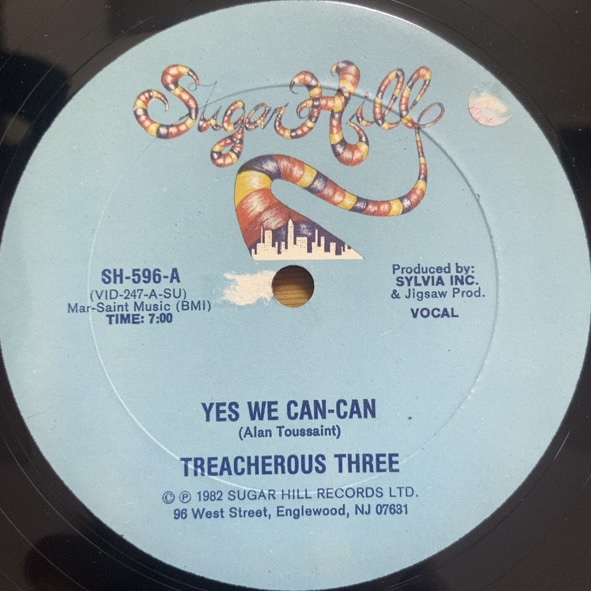 Sugar Hill
SH-596-A
(VID-247-A-SU)
Mar-Saint Music (BMI)
TIME: 7:00
Produced by:
SYLVIA INC.
& Jigsaw Prod.
VOCAL
YES WE CAN-CAN
(Alan Toussaint)
TREACHEROUS THREE
© ℗ 1982 SUGAR HILL RECORDS LTD.
96 West Street, Englewood, NJ 07631